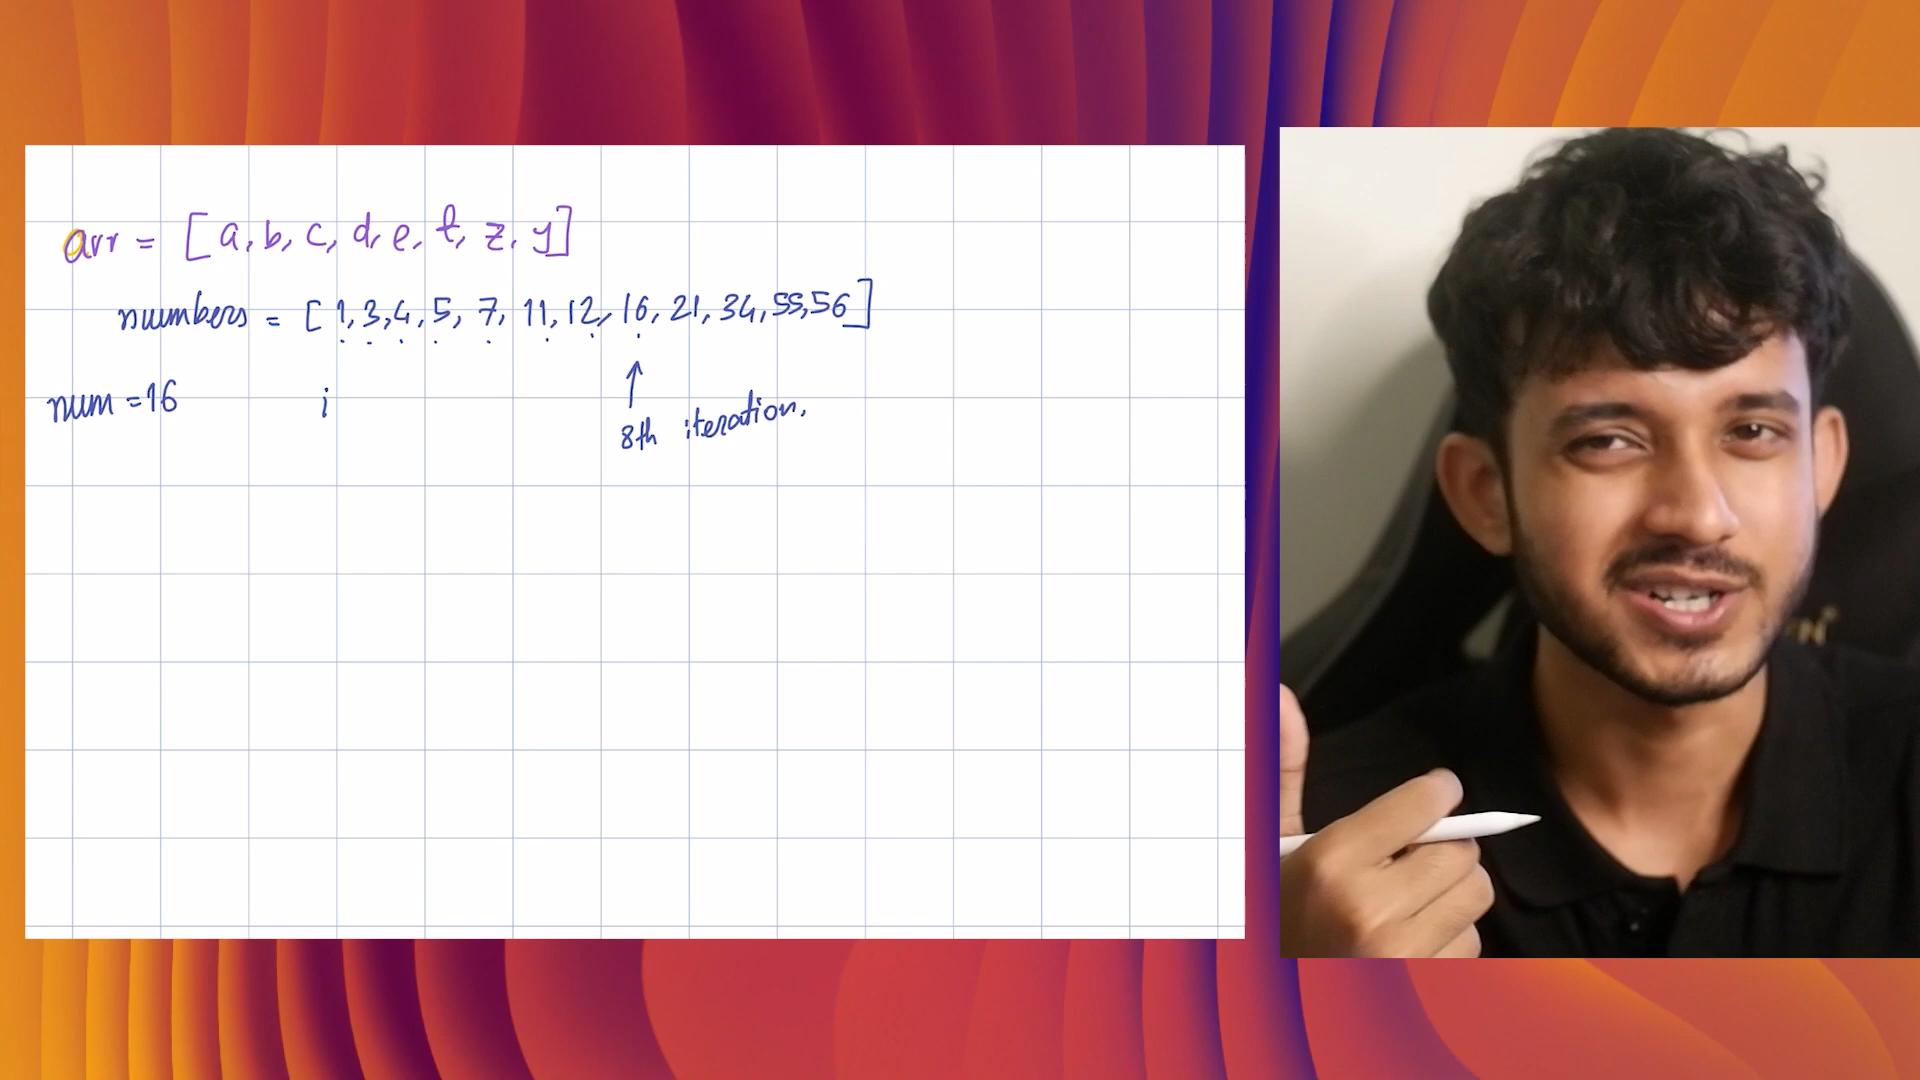 arr = [a, b, c, d, e, f, z, y]
numbers = [1, 3, 4, 5, 7, 11, 12, 16, 21, 34, 55, 56]
num = 16 i
8th iteration.